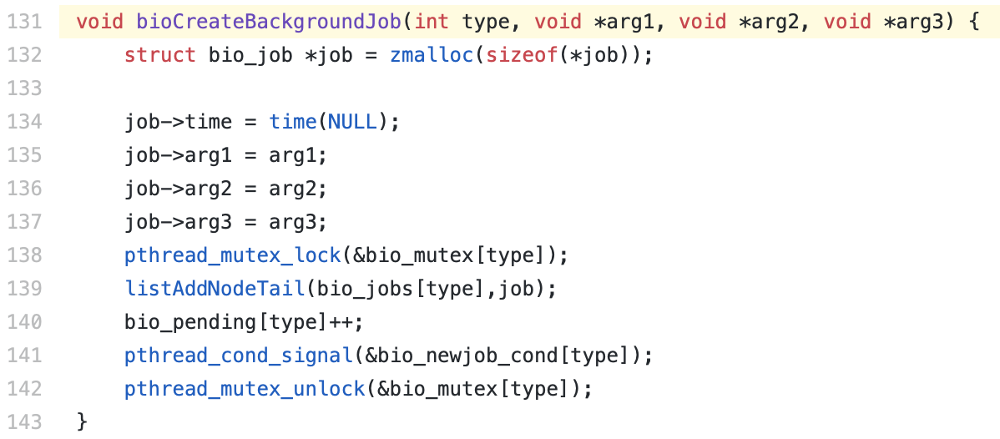 131 void bioCreateBackgroundJob(int type, void *arg1, void *arg2, void *arg3) {
132     struct bio_job *job = zmalloc(sizeof(*job));
133
134     job->time = time(NULL);
135     job->arg1 = arg1;
136     job->arg2 = arg2;
137     job->arg3 = arg3;
138     pthread_mutex_lock(&bio_mutex[type]);
139     listAddNodeTail(bio_jobs[type],job);
140     bio_pending[type]++;
141     pthread_cond_signal(&bio_newjob_cond[type]);
142     pthread_mutex_unlock(&bio_mutex[type]);
143 }